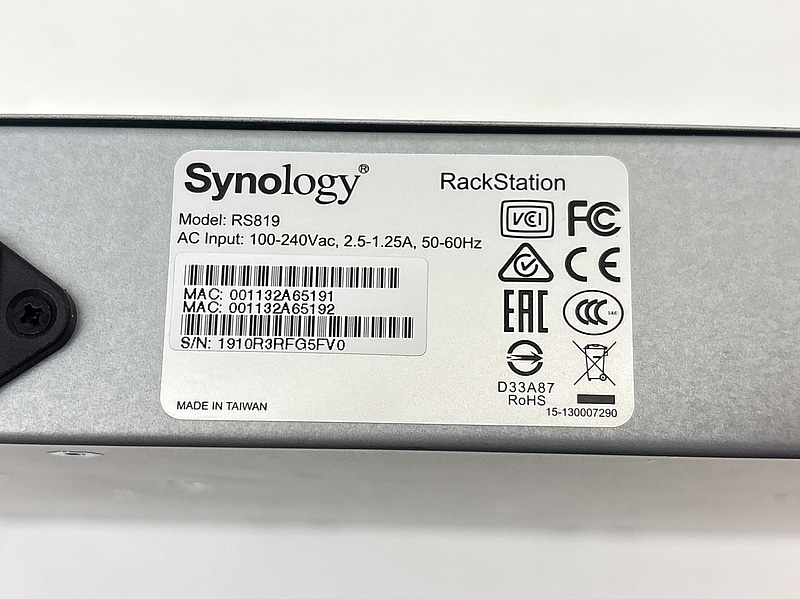 Synology®
RackStation
Model: RS819
AC Input: 100-240Vac, 2.5-1.25A, 50-60Hz
VCI
FC
CE
MAC: 001132A65191
MAC: 001132A65192
S/N: 1910R3RFG5FV0
EAC
CCC S&E
D33A87
RoHS
MADE IN TAIWAN
15-130007290